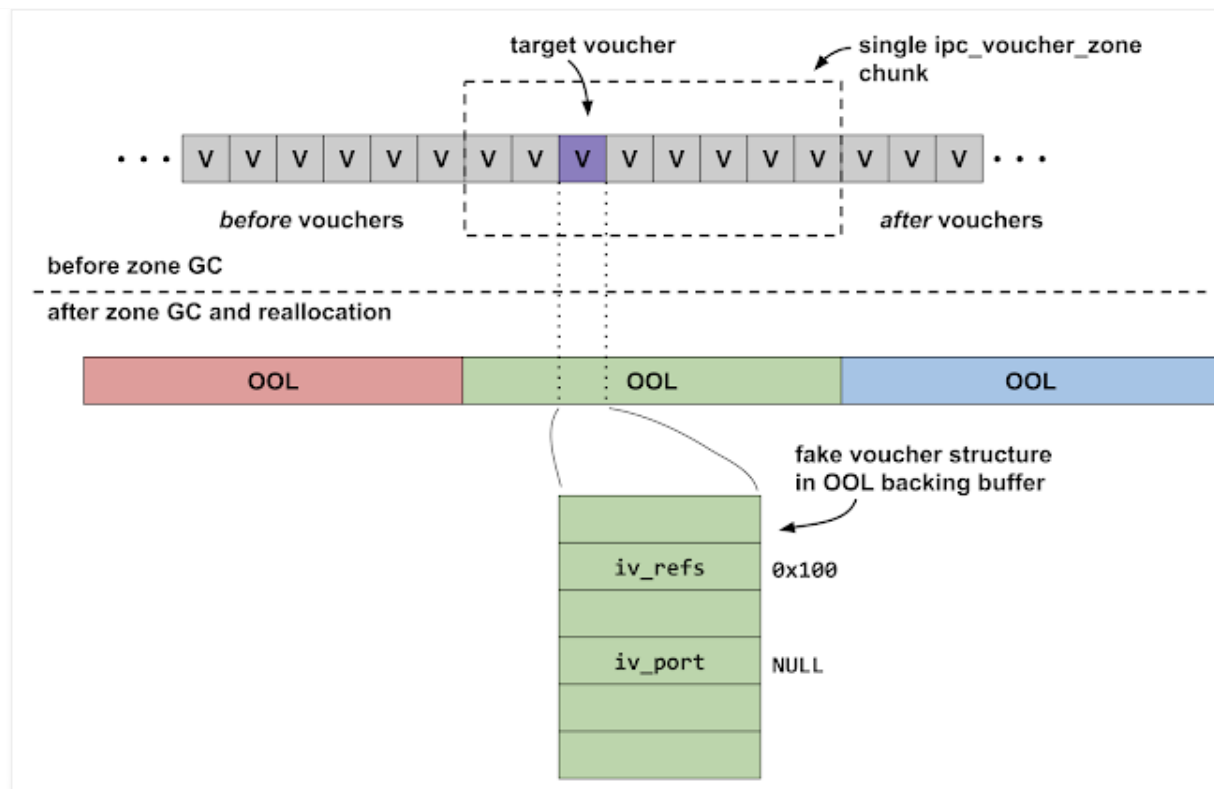 target voucher
single ipc_voucher_zone
chunk
• • • V V V V V V V V V V V V V V V V V • • •
before vouchers
after vouchers
before zone GC
after zone GC and reallocation
OOL OOL OOL
fake voucher structure
in OOL backing buffer
iv_refs 0x100
iv_port NULL